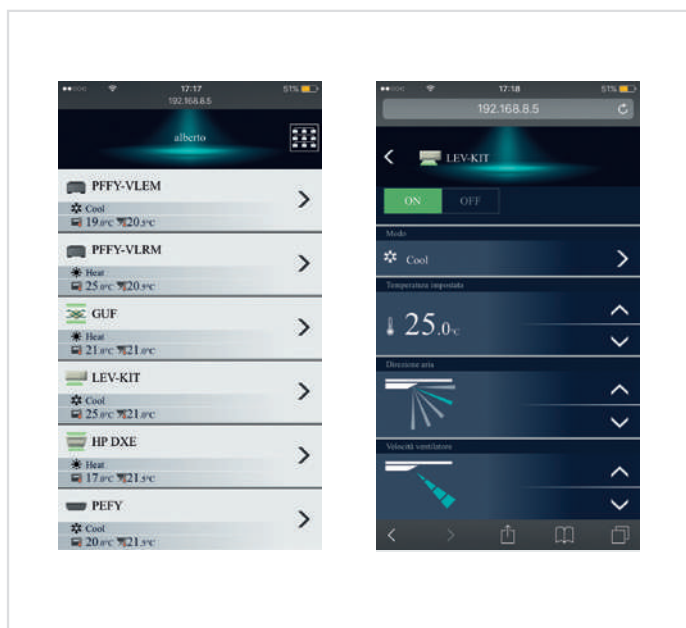 17:17
51%
192.168.8.5
alberto
PFFY-VLEM
Cool
19.0°C 20.5°C
PFFY-VLRM
Heat
25.0°C 20.9°C
GUF
Heat
21.0°C 21.0°C
LEV-KIT
Cool
25.0°C 21.0°C
HP DXE
Heat
17.0°C 21.5°C
PEFY
Cool
20.0°C 21.5°C
17:18
51%
192.168.8.5
LEV-KIT
ON OFF
Modo
Cool
Temperatura impostata
25.0°C
Direzione aria
Velocità ventilatore